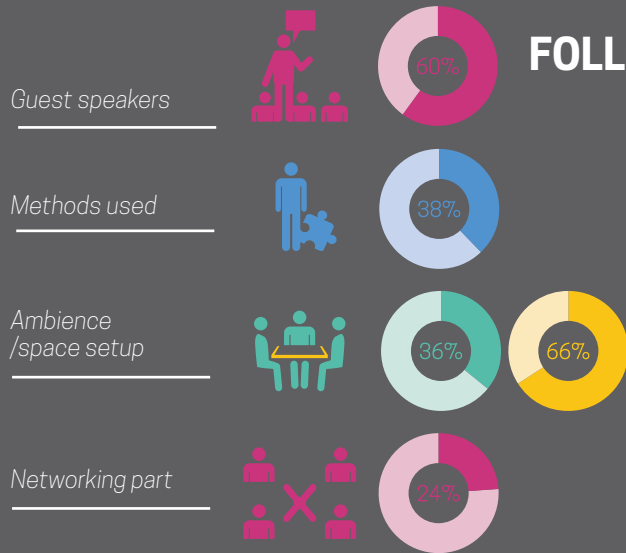 FOLL
60%
Guest speakers
Methods used
38%
Ambience
/space setup
36%
66%
Networking part
24%